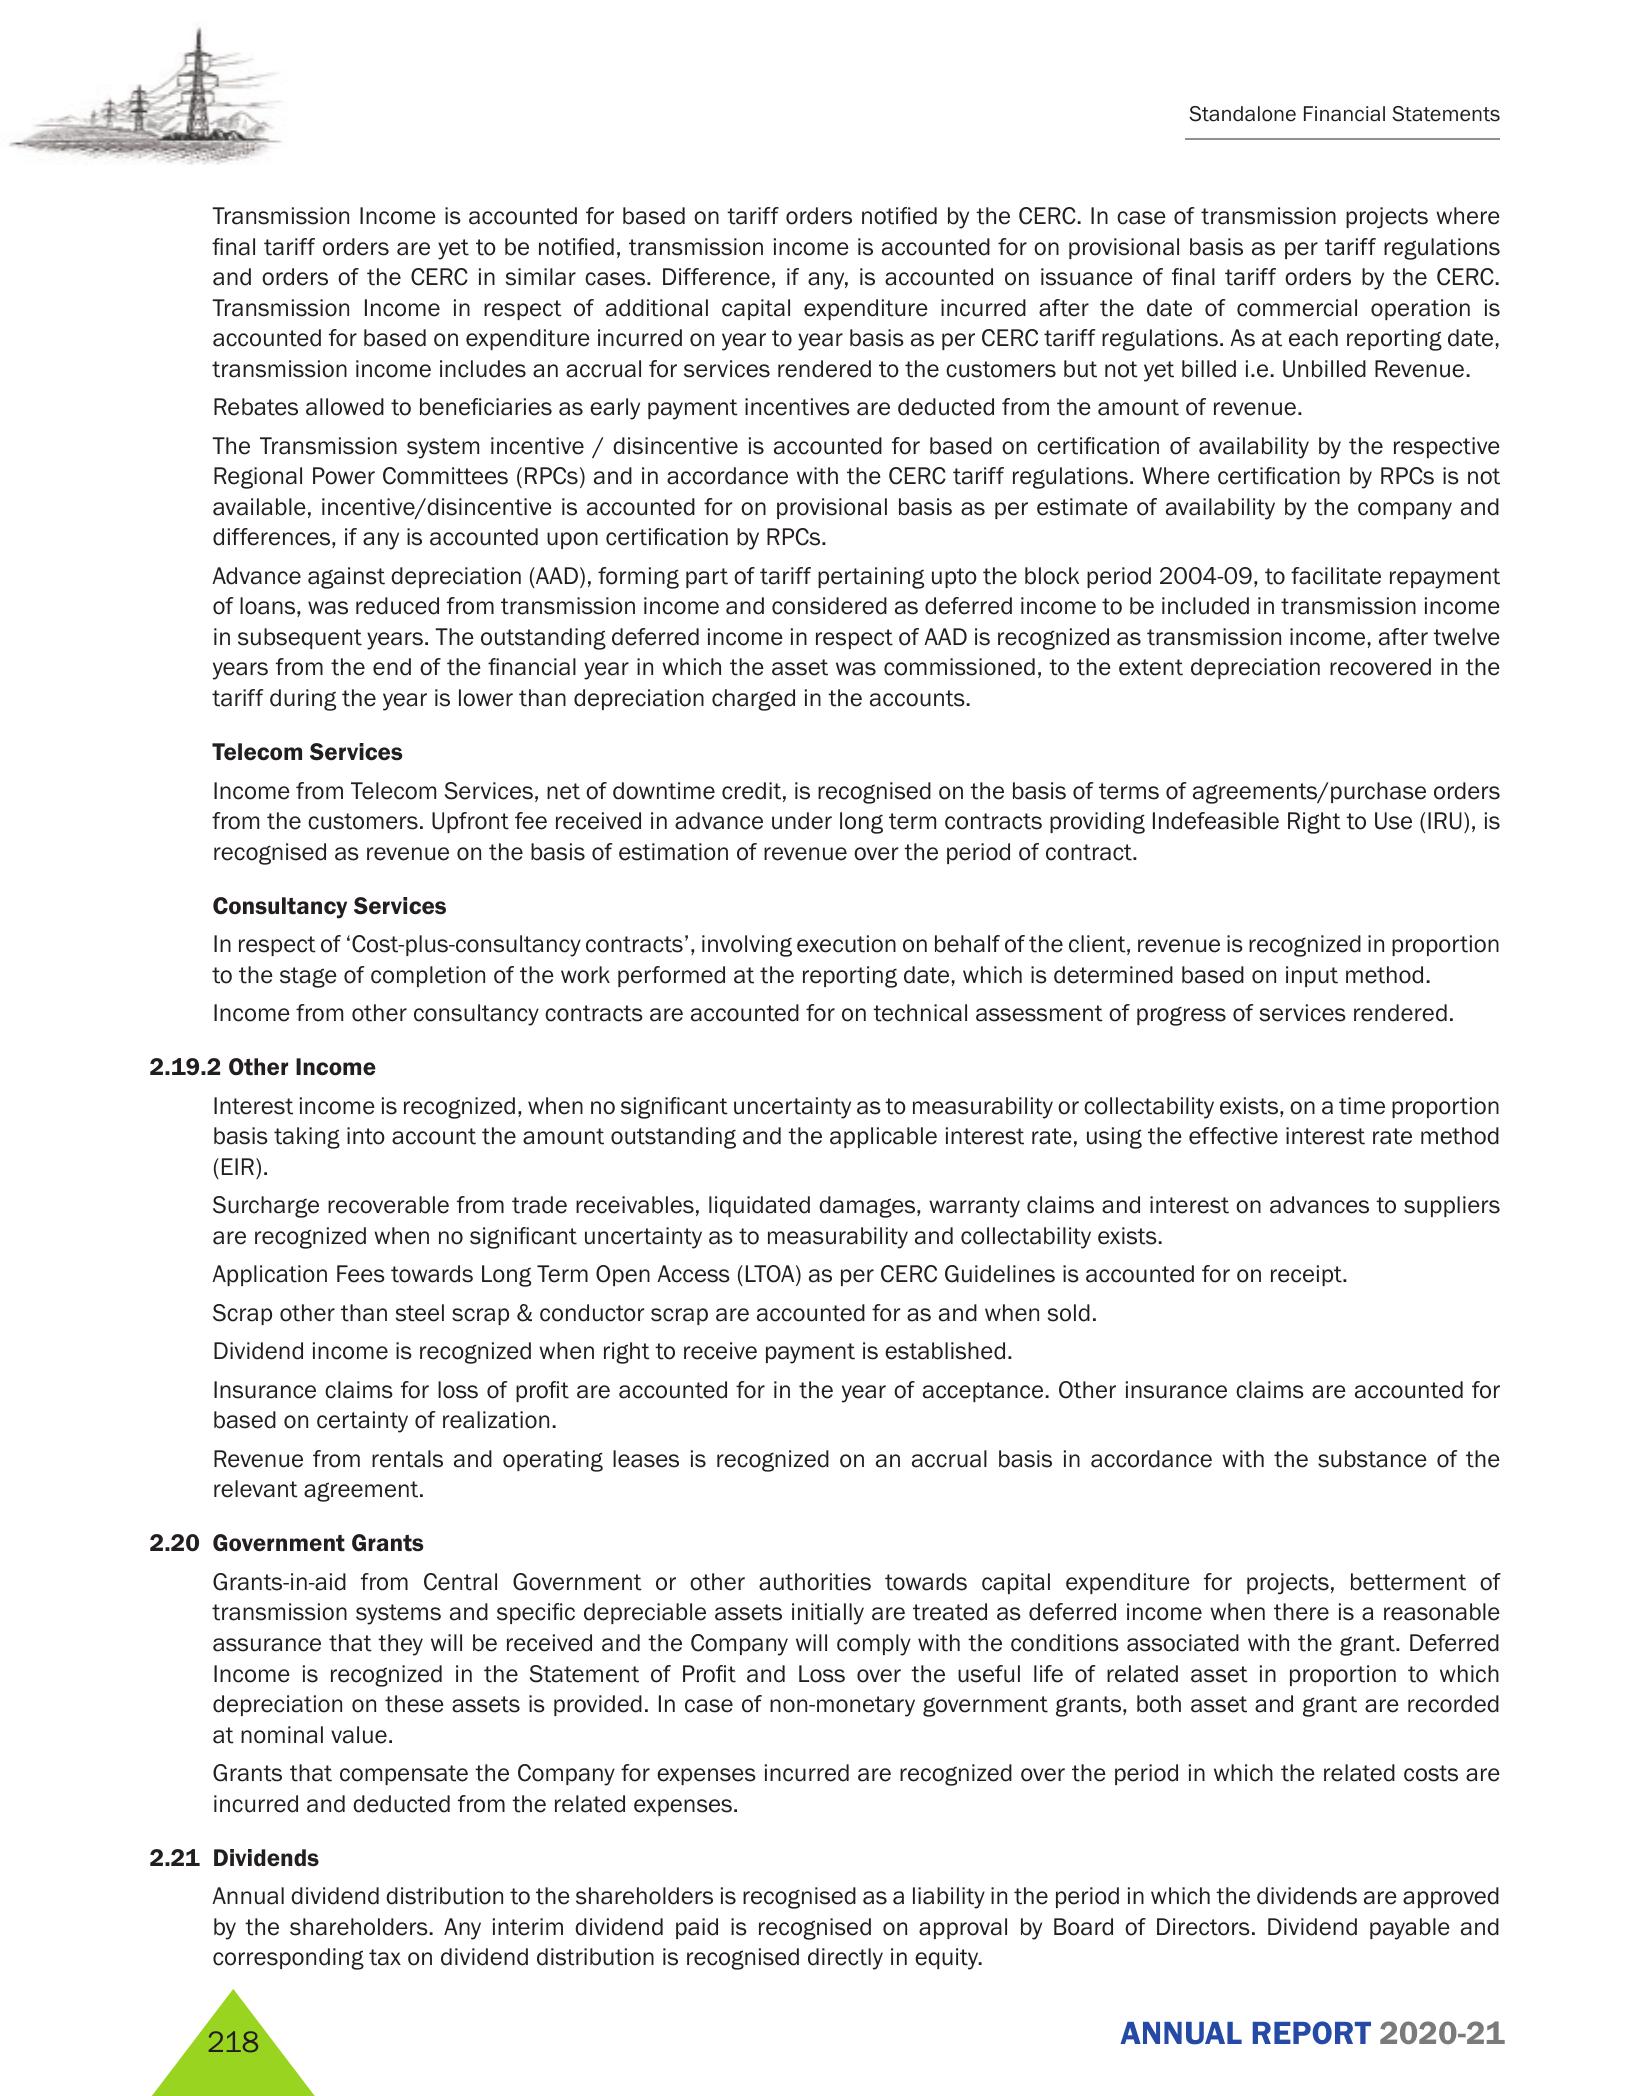 Standalone Financial Statements
Transmission Income is accounted for based on tariff orders notified by the CERC. In case of transmission projects where
final tariff orders are yet to be notified, transmission income is accounted for on provisional basis as per tariff regulations
and orders of the CERC in similar cases. Difference, if any, is accounted on issuance of final tariff orders by the CERC.
Transmission Income in respect of additional capital expenditure incurred after the date of commercial operation is
accounted for based on expenditure incurred on year to year basis as per CERC tariff regulations. As at each reporting date,
transmission income includes an accrual for services rendered to the customers but not yet billed i.e. Unbilled Revenue.
Rebates allowed to beneficiaries as early payment incentives are deducted from the amount of revenue.
The Transmission system incentive / disincentive is accounted for based on certification of availability by the respective
Regional Power Committees (RPCs) and in accordance with the CERC tariff regulations. Where certification by RPCs is not
available, incentive/disincentive is accounted for on provisional basis as per estimate of availability by the company and
differences, if any is accounted upon certification by RPCs.
Advance against depreciation (AAD), forming part of tariff pertaining upto the block period 2004-09, to facilitate repayment
of loans, was reduced from transmission income and considered as deferred income to be included in transmission income
in subsequent years. The outstanding deferred income in respect of AAD is recognized as transmission income, after twelve
years from the end of the financial year in which the asset was commissioned, to the extent depreciation recovered in the
tariff during the year is lower than depreciation charged in the accounts.
Telecom Services
Income from Telecom Services, net of downtime credit, is recognised on the basis of terms of agreements/purchase orders
from the customers. Upfront fee received in advance under long term contracts providing Indefeasible Right to Use (IRU), is
recognised as revenue on the basis of estimation of revenue over the period of contract.
Consultancy Services
In respect of ‘Cost-plus-consultancy contracts’, involving execution on behalf of the client, revenue is recognized in proportion
to the stage of completion of the work performed at the reporting date, which is determined based on input method.
Income from other consultancy contracts are accounted for on technical assessment of progress of services rendered.
2.19.2 Other Income
Interest income is recognized, when no significant uncertainty as to measurability or collectability exists, on a time proportion
basis taking into account the amount outstanding and the applicable interest rate, using the effective interest rate method
(EIR).
Surcharge recoverable from trade receivables, liquidated damages, warranty claims and interest on advances to suppliers
are recognized when no significant uncertainty as to measurability and collectability exists.
Application Fees towards Long Term Open Access (LTOA) as per CERC Guidelines is accounted for on receipt.
Scrap other than steel scrap & conductor scrap are accounted for as and when sold.
Dividend income is recognized when right to receive payment is established.
Insurance claims for loss of profit are accounted for in the year of acceptance. Other insurance claims are accounted for
based on certainty of realization.
Revenue from rentals and operating leases is recognized on an accrual basis in accordance with the substance of the
relevant agreement.
2.20 Government Grants
Grants-in-aid from Central Government or other authorities towards capital expenditure for projects, betterment of
transmission systems and specific depreciable assets initially are treated as deferred income when there is a reasonable
assurance that they will be received and the Company will comply with the conditions associated with the grant. Deferred
Income is recognized in the Statement of Profit and Loss over the useful life of related asset in proportion to which
depreciation on these assets is provided. In case of non-monetary government grants, both asset and grant are recorded
at nominal value.
Grants that compensate the Company for expenses incurred are recognized over the period in which the related costs are
incurred and deducted from the related expenses.
2.21 Dividends
Annual dividend distribution to the shareholders is recognised as a liability in the period in which the dividends are approved
by the shareholders. Any interim dividend paid is recognised on approval by Board of Directors. Dividend payable and
corresponding tax on dividend distribution is recognised directly in equity.
218
ANNUAL REPORT 2020-21